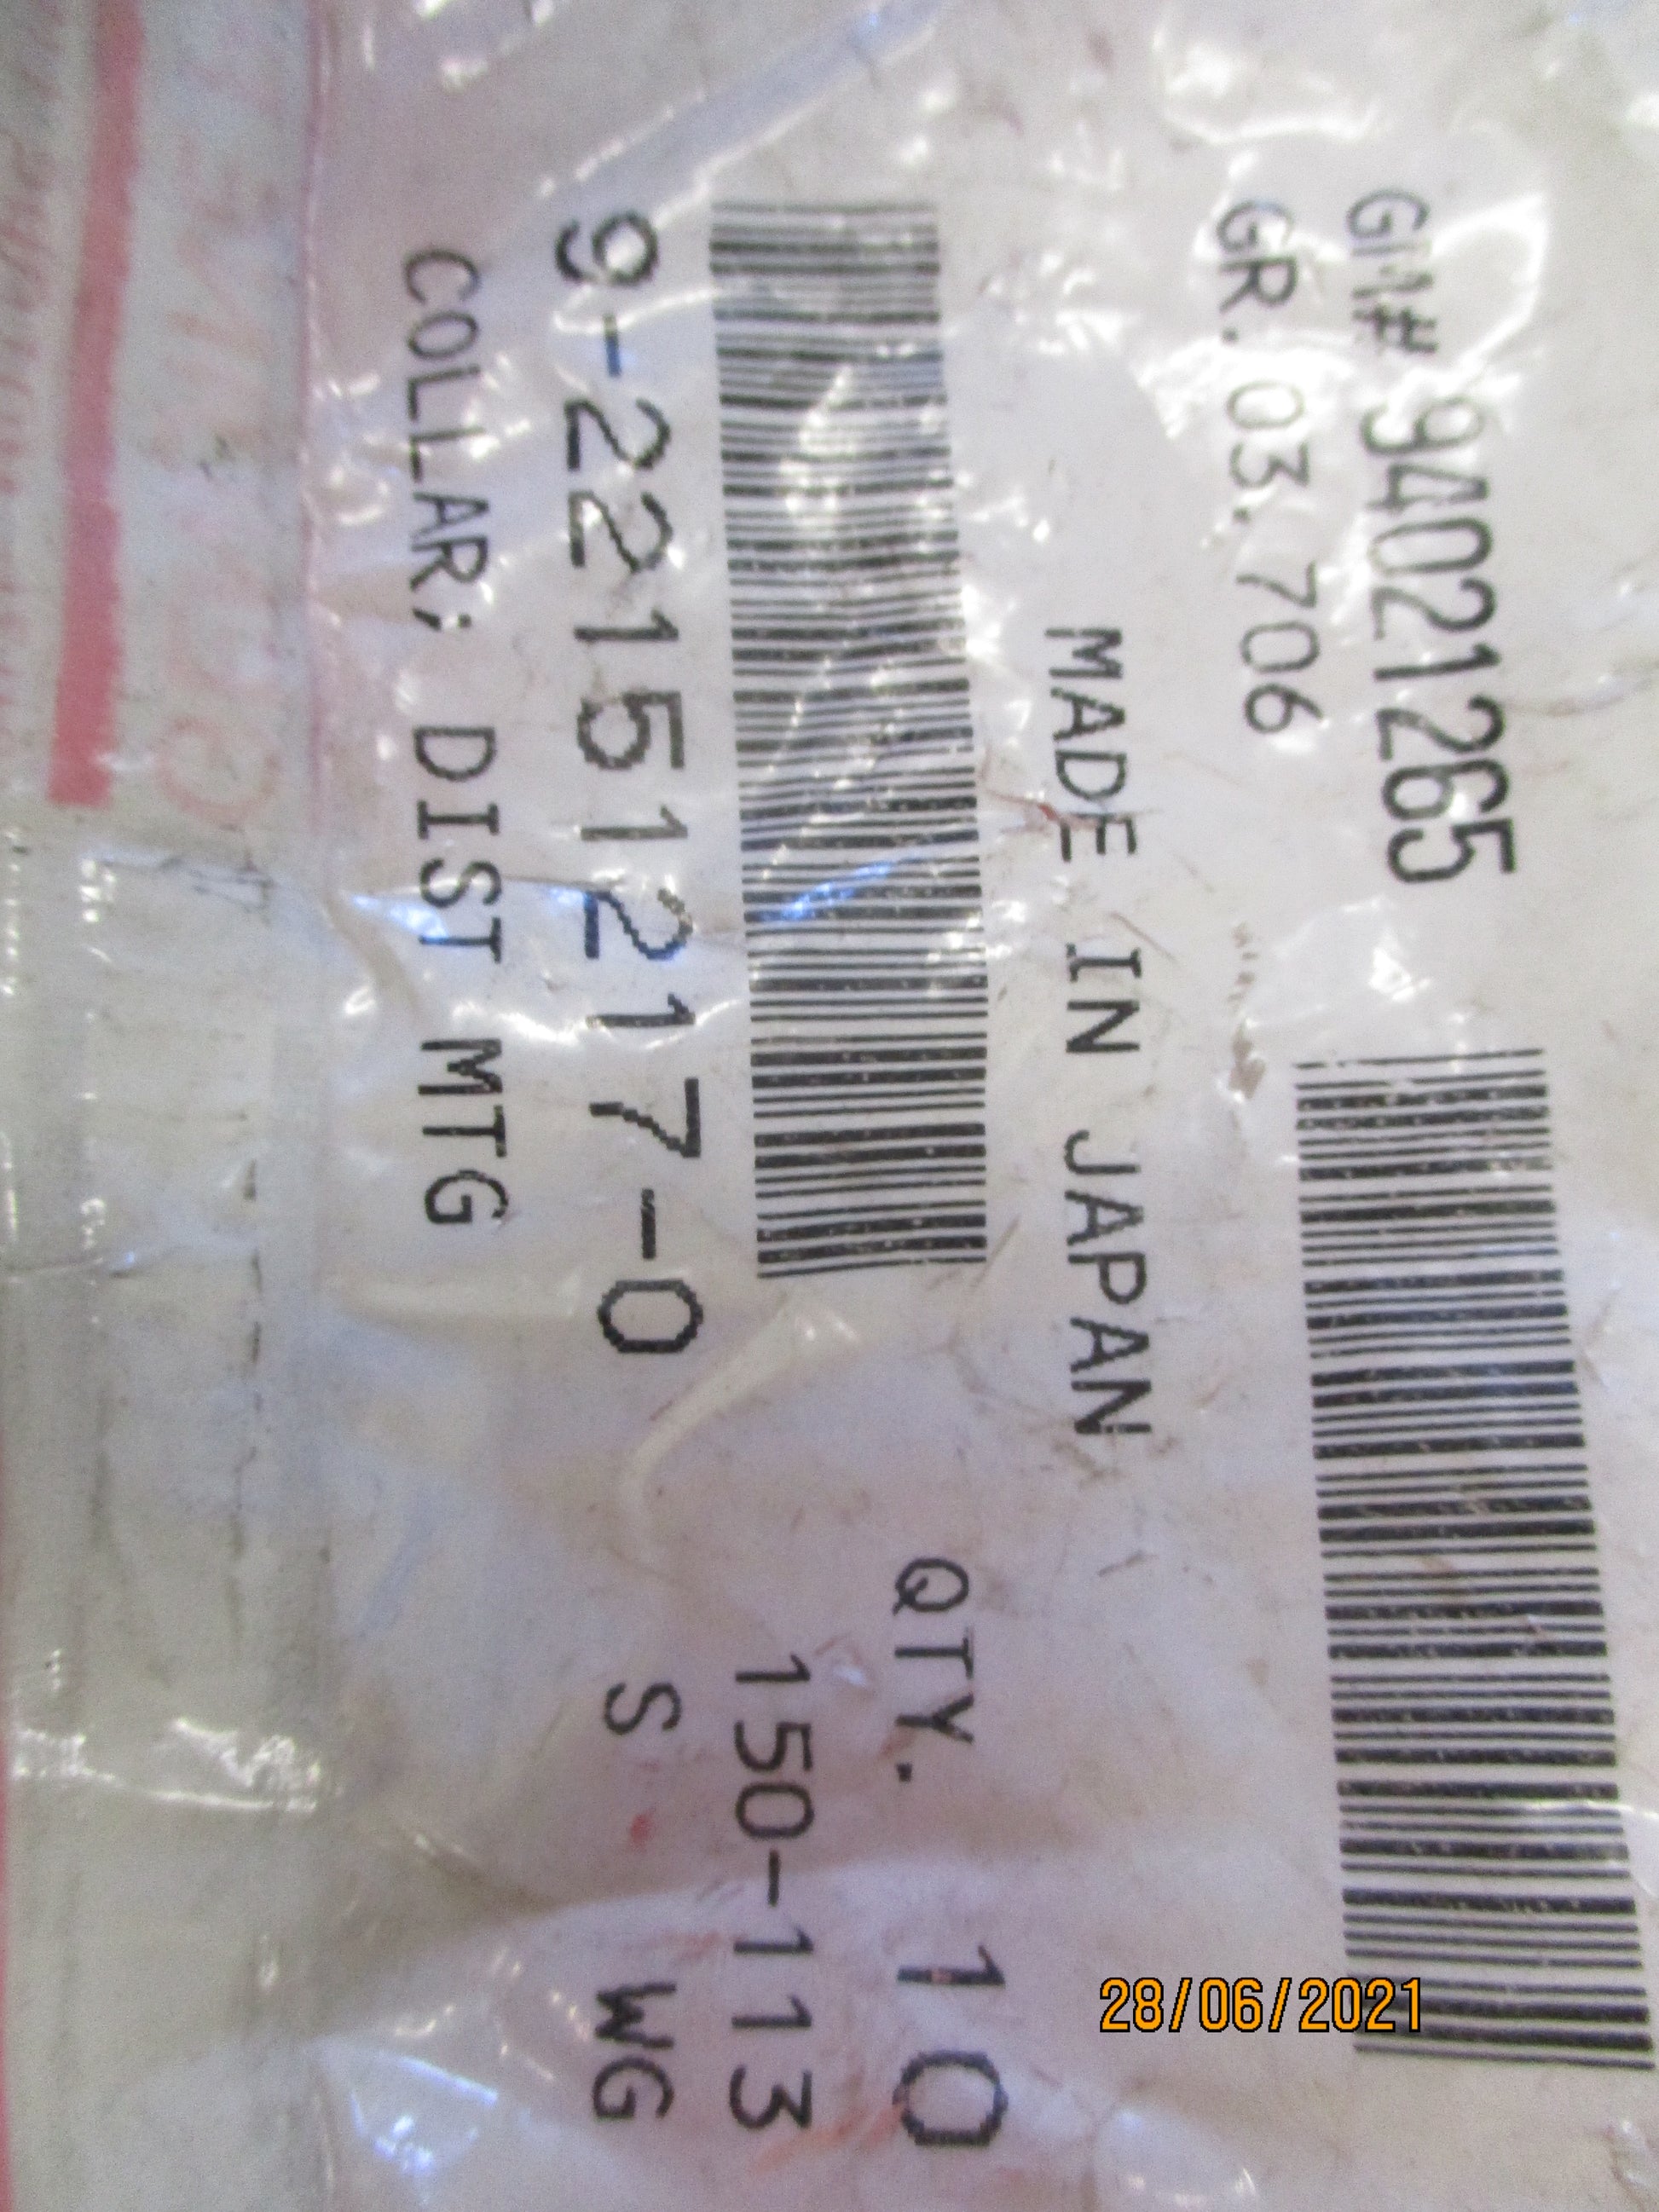 GM# 94021265
GR. 03.706
MADE IN JAPAN
QTY. 10
9-22151217-0
150-113
COLLAR; DIST MTG
S WG
28/06/2021